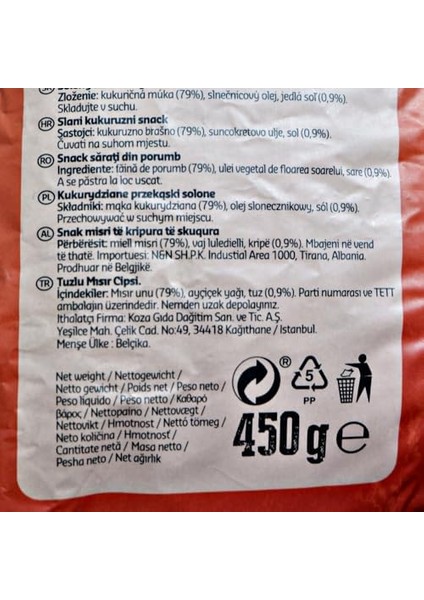 Zloženie: kukuričná múka (79%), slnečnicový olej, jedlá soľ (0,9%).
Skladujte v suchu.
HR Slani kukuruzni snack
Sastojci: kukuruzno brašno (79%), suncokretovo ulje, sol (0,9%).
Čuvati na suhom mjestu.
RO Snack sărați din porumb
Ingrediente: făină de porumb (79%), ulei vegetal de floarea soarelui, sare (0,9%).
A se păstra la loc uscat.
PL Kukurydziane przekąski solone
Składniki: mąka kukurydziana (79%), olej słonecznikowy, sól (0,9%).
Przechowywać w suchym miejscu.
AL Snak misri të kripura të skuqura
Përbërësit: miell misri (79%), vaj luledielli, kripë (0,9%). Mbajeni në vend
të thatë. Importuesi: N&N SH.P.K. Industial Area 1000, Tirana, Albania.
Prodhuar në Belgjikë.
TR Tuzlu Mısır Cipsi.
İçindekiler: Mısır unu (79%), ayçiçek yağı, tuz (0,9%). Parti numarası ve TETT
ambalajın üzerindedir. Nemden uzak depolayınız.
Ithalatçı Firma: Koza Gıda Dağitim San. ve Tic. A.Ş.
Yeşilce Mah. Çelik Cad. No:49, 34418 Kağıthane / Istanbul.
Menşe Ülke : Belçika.
Net weight / Nettogewicht /
Netto gewicht / Poids net / Peso neto /
Peso líquido / Peso netto / Καθαρό
βάρος / Nettopaino / Nettovægt /
Nettovikt / Hmotnost / Nettó tömeg /
Neto količina / Hmotnosť /
Cantitate netă / Masa netto /
Pesha neto / Net ağırlık
®
5
PP
450g e